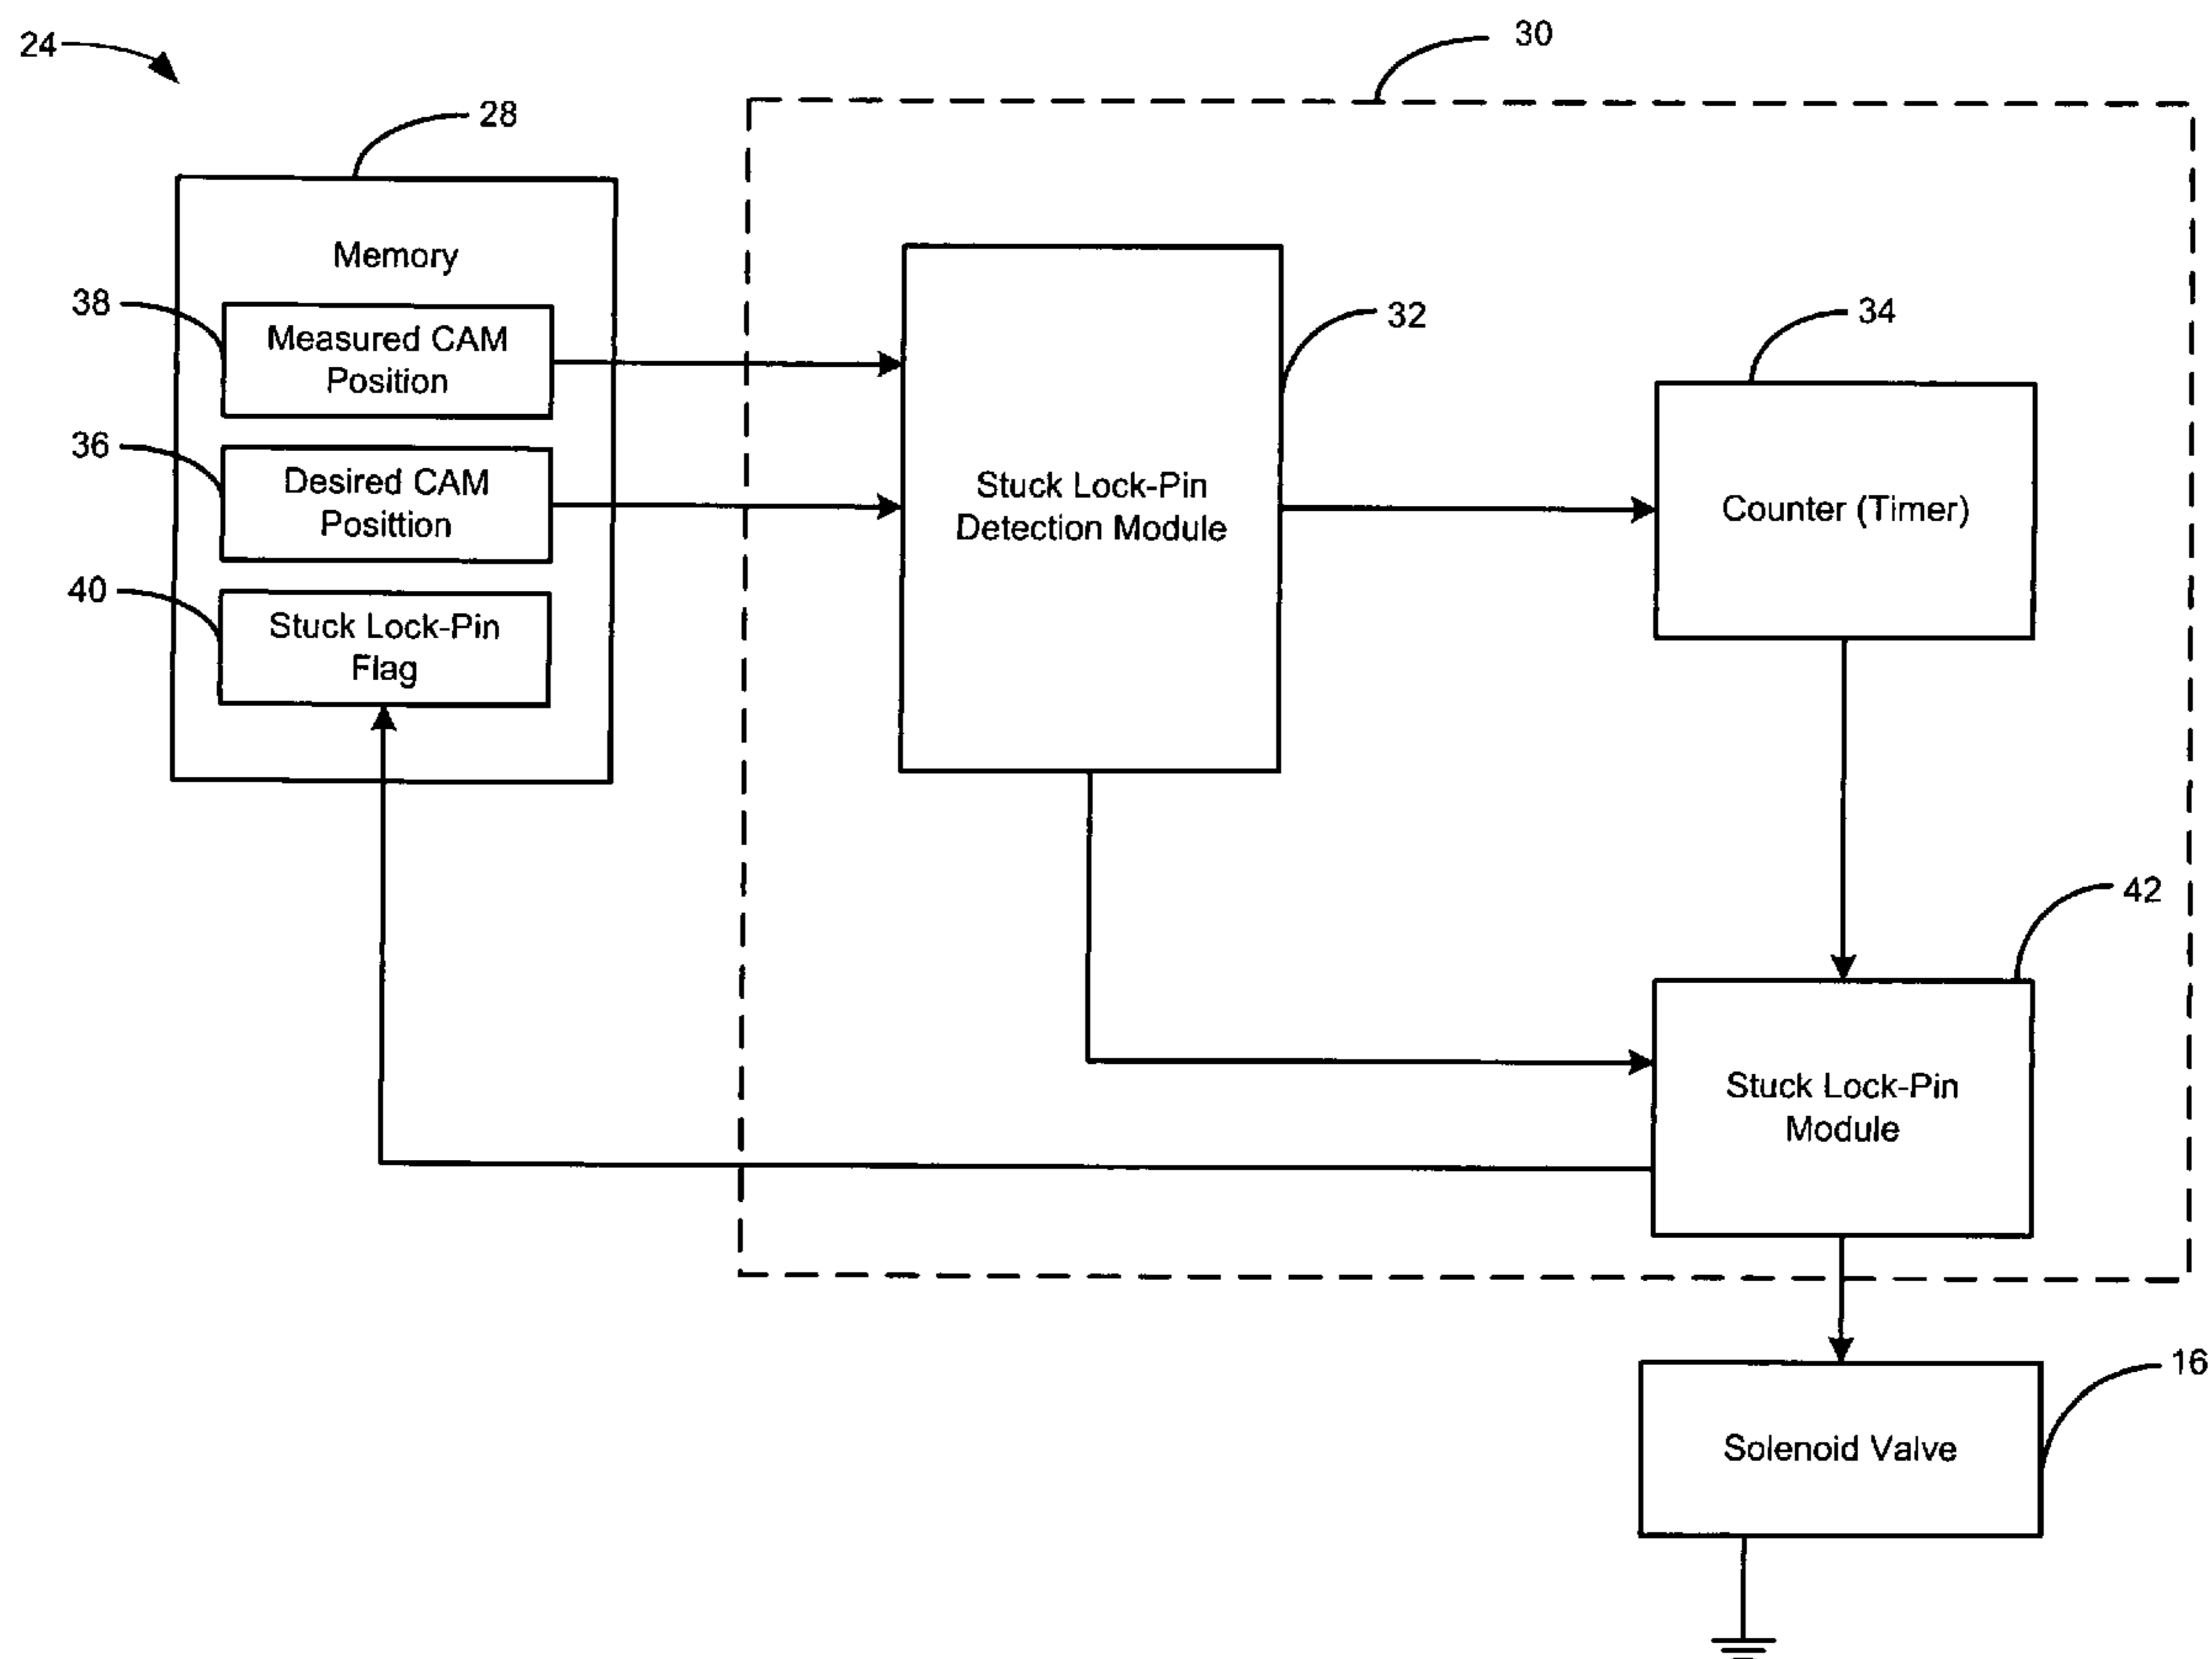 24
30
28
Memory
38
Measured CAM
Position
32
34
36
Desired CAM
Posittion
Stuck Lock-Pin
Detection Module
Counter (Timer)
40
Stuck Lock-Pin
Flag
42
Stuck Lock-Pin
Module
16
Solenoid Valve